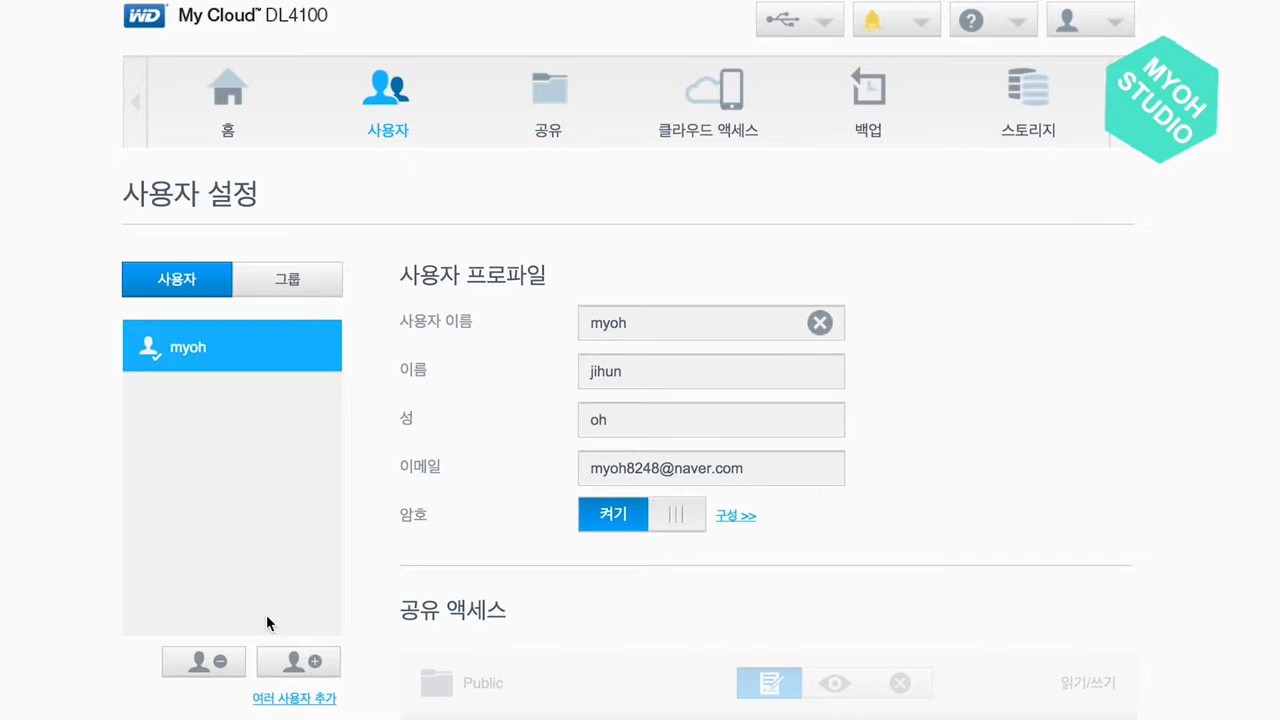 WD My Cloud™ DL4100
MYOH
STUDIO
홈
사용자
공유
클라우드 액세스
백업
스토리지
사용자 설정
사용자
그룹
myoh
사용자 프로파일
사용자 이름
myoh
이름
jihun
성
oh
이메일
myoh8248@naver.com
암호
켜기
구성 >>
공유 액세스
Public
읽기/쓰기
여러 사용자 추가